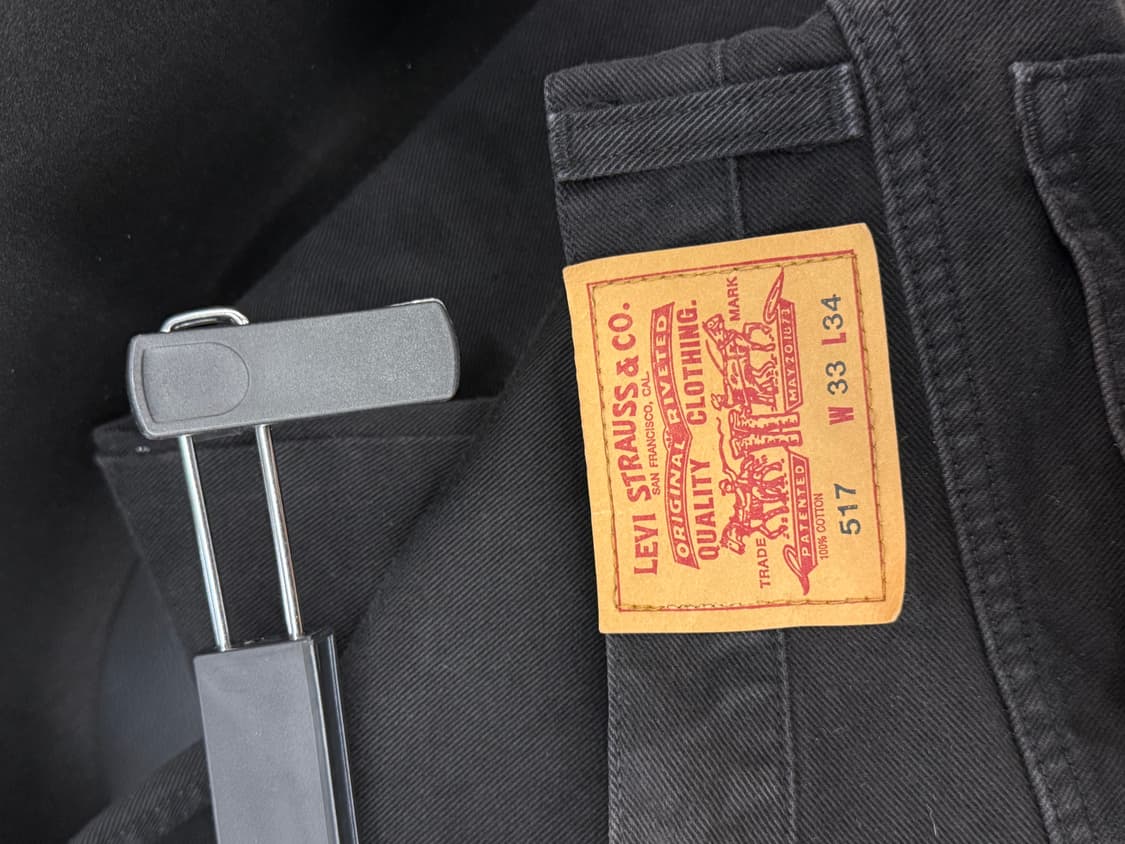 LEVI STRAUSS & CO.
SAN FRANCISCO, CAL
ORIGINAL RIVETED
QUALITY CLOTHING.
TRADE MARK
PATENTED MAY 20 1873
100% COTTON
517 W 33 L34